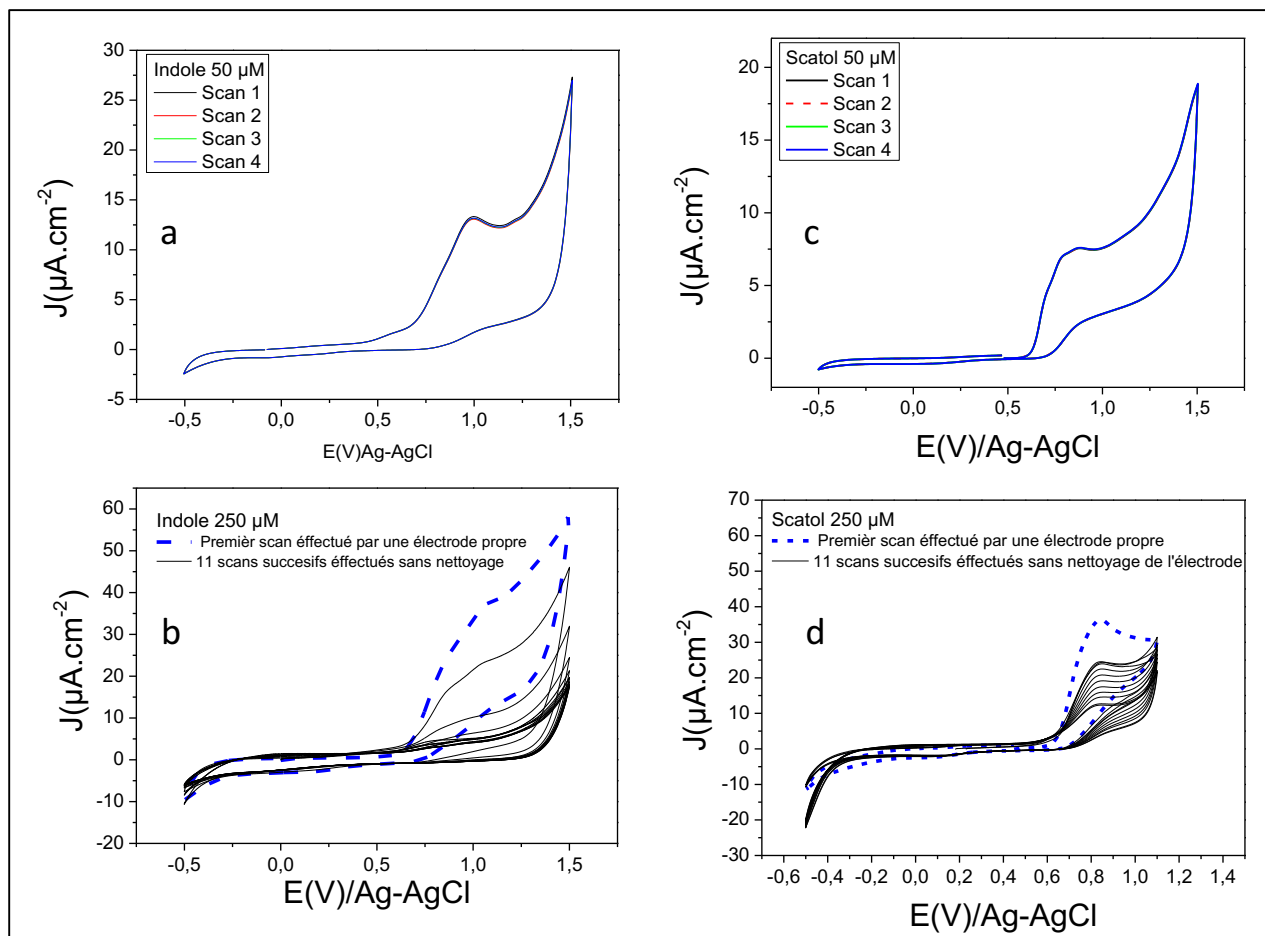 30
25
20
15
10
5
0
-5
J(µA.cm-2)
Indole 50 µM
Scan 1
Scan 2
Scan 3
Scan 4
a
-0,5 0,0 0,5 1,0 1,5
E(V)Ag-AgCl
20
15
10
5
0
J(µA.cm-2)
Scatol 50 µM
Scan 1
Scan 2
Scan 3
Scan 4
c
-0,5 0,0 0,5 1,0 1,5
E(V)/Ag-AgCl
60
50
40
30
20
10
0
-10
-20
J(µA.cm-2)
Indole 250 µM
Premièr scan éffectué par une électrode propre
11 scans succesifs éffectués sans nettoyage
b
-0,5 0,0 0,5 1,0 1,5
E(V)/Ag-AgCl
70
60
50
40
30
20
10
0
-10
-20
-30
J(µA.cm-2)
Scatol 250 µM
Premièr scan éffectué par une électrode propre
11 scans succesifs éffectués sans nettoyage de l'électrode
d
-0,6 -0,4 -0,2 0,0 0,2 0,4 0,6 0,8 1,0 1,2 1,4
E(V)/Ag-AgCl